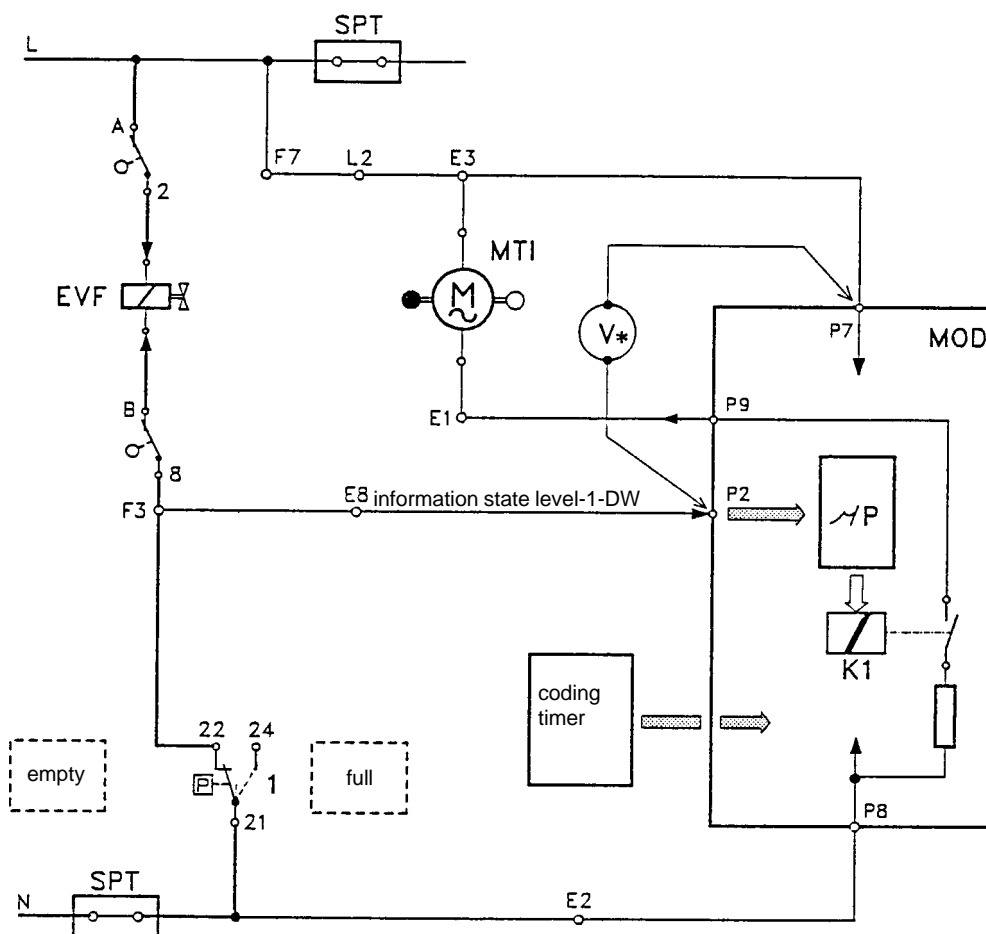 SPT
L
A
F7
L2
E3
2
MTI
M
~
EVF
V*
P7
MOD
B
E1
P9
8
F3
E8 information state level-1-DW
P2
µP
K1
coding
timer
22
24
empty
P
1
full
21
P8
SPT
N
E2